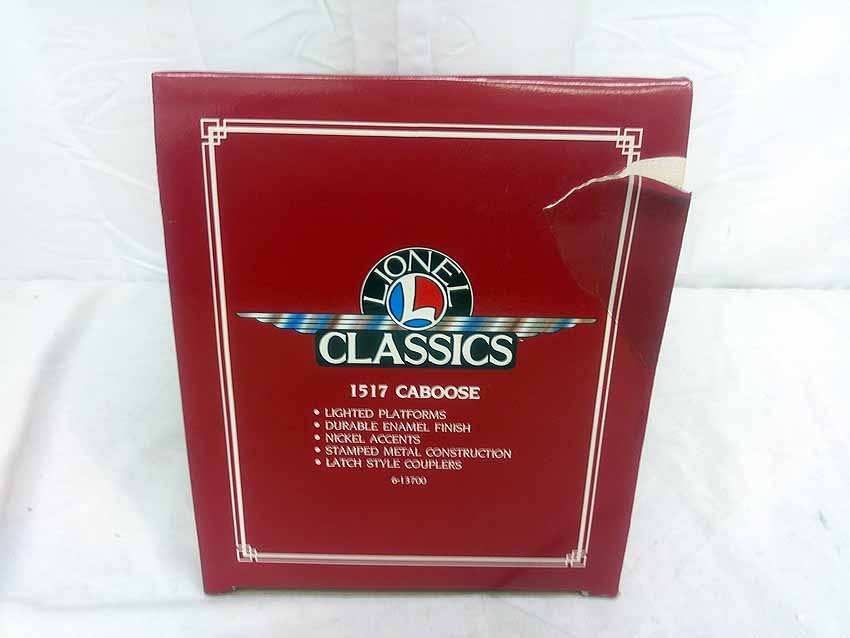 LIONEL
L
CLASSICS
1517 CABOOSE
• LIGHTED PLATFORMS
• DURABLE ENAMEL FINISH
• NICKEL ACCENTS
• STAMPED METAL CONSTRUCTION
• LATCH STYLE COUPLERS
6-13700